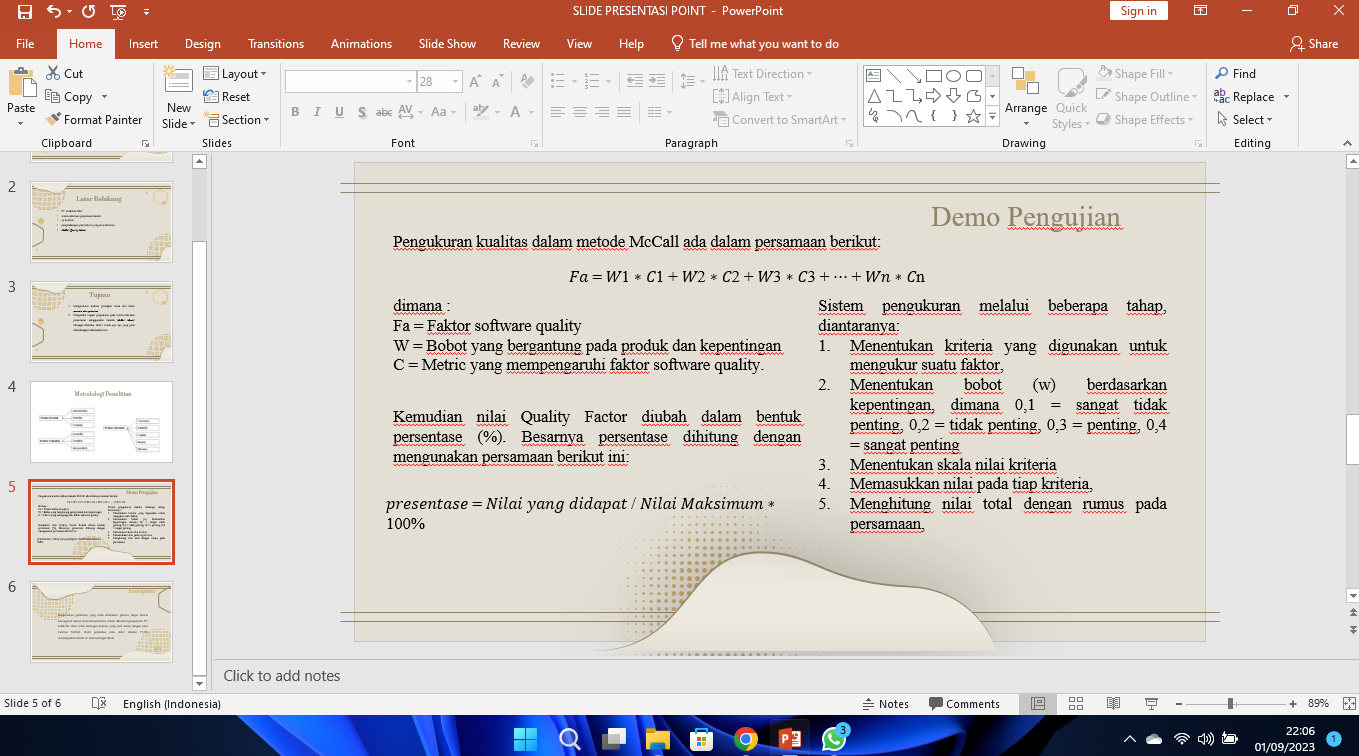 SLIDE PRESENTASI POINT - PowerPoint
Sign in
File Home Insert Design Transitions Animations Slide Show Review View Help Tell me what you want to do Share
Paste
Cut
Copy
Format Painter
Clipboard
New Slide
Layout
Reset
Section
Slides
28
B I U S abc AV Aa A
Font
Text Direction
Align Text
Convert to SmartArt
Paragraph
Arrange
Quick Styles
Shape Fill
Shape Outline
Shape Effects
Drawing
Find
Replace
Select
Editing
2
Latar Belakang
3
Tujuan
4
Metodologi Penelitian
5
Demo Pengujian
6
Demo Pengujian
Pengukuran kualitas dalam metode McCall ada dalam persamaan berikut:
Fa = W1 ∗ C1 + W2 ∗ C2 + W3 ∗ C3 + ⋯ + Wn ∗ Cn
dimana :
Fa = Faktor software quality
W = Bobot yang bergantung pada produk dan kepentingan
C = Metric yang mempengaruhi faktor software quality.
Kemudian nilai Quality Factor diubah dalam bentuk
persentase (%). Besarnya persentase dihitung dengan
mengunakan persamaan berikut ini:
presentase = Nilai yang didapat / Nilai Maksimum ∗
100%
Sistem pengukuran melalui beberapa tahap,
diantaranya:
1. Menentukan kriteria yang digunakan untuk
mengukur suatu faktor,
2. Menentukan bobot (w) berdasarkan
kepentingan, dimana 0,1 = sangat tidak
penting, 0,2 = tidak penting, 0,3 = penting, 0,4
= sangat penting
3. Menentukan skala nilai kriteria
4. Memasukkan nilai pada tiap kriteria,
5. Menghitung nilai total dengan rumus pada
persamaan,
Click to add notes
Slide 5 of 6
English (Indonesia)
Notes
Comments
89%
3
22:06
01/09/2023
1